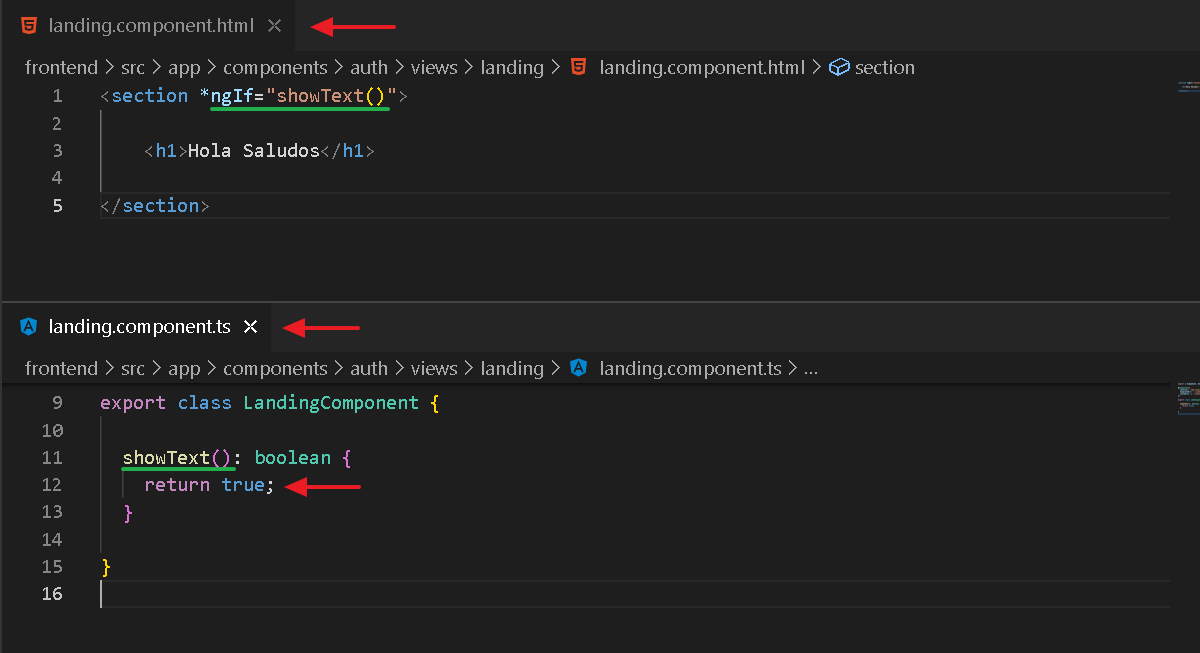 landing.component.html
frontend > src > app > components > auth > views > landing > landing.component.html > section
1 <section *ngIf="showText()">
2
3 <h1>Hola Saludos</h1>
4
5 </section>
landing.component.ts
frontend > src > app > components > auth > views > landing > landing.component.ts > ...
9 export class LandingComponent {
10
11 showText(): boolean {
12 return true;
13 }
14
15 }
16